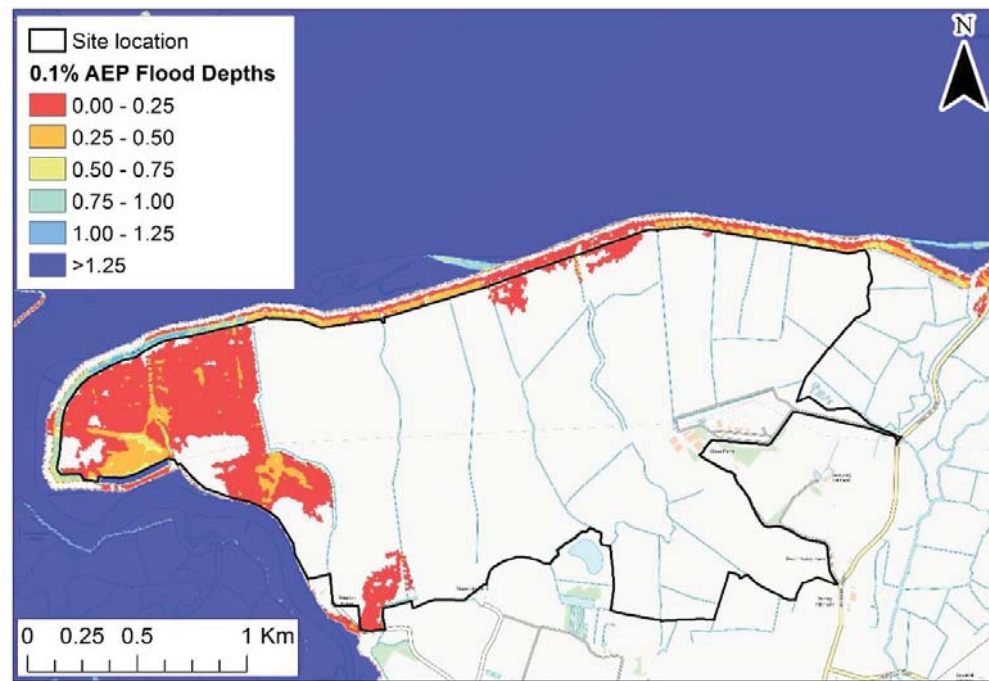 Site location
0.1% AEP Flood Depths
0.00 - 0.25
0.25 - 0.50
0.50 - 0.75
0.75 - 1.00
1.00 - 1.25
>1.25
N
0 0.25 0.5 1 Km